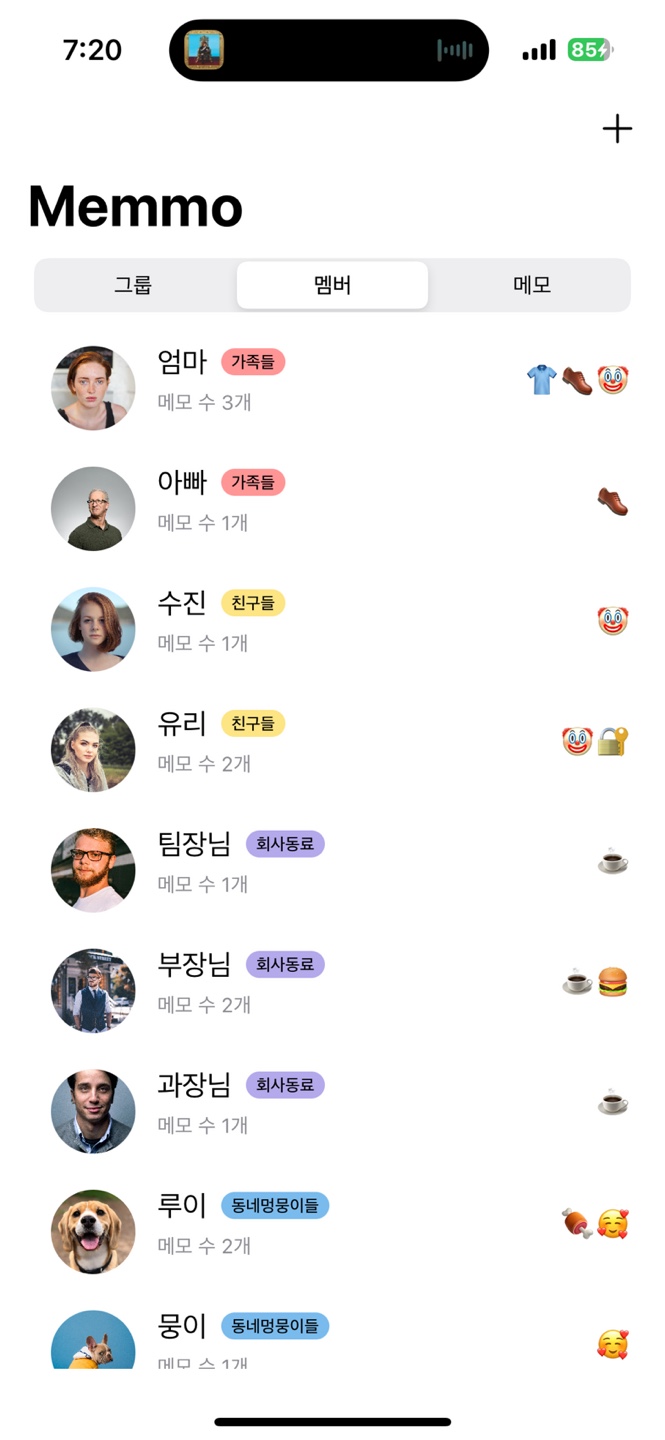 7:20
85
Memmo
그룹 멤버 메모
엄마 가족들
메모 수 3개
아빠 가족들
메모 수 1개
수진 친구들
메모 수 1개
유리 친구들
메모 수 2개
팀장님 회사동료
메모 수 1개
부장님 회사동료
메모 수 2개
과장님 회사동료
메모 수 1개
루이 동네멍뭉이들
메모 수 2개
뭉이 동네멍뭉이들
메모 수 1개